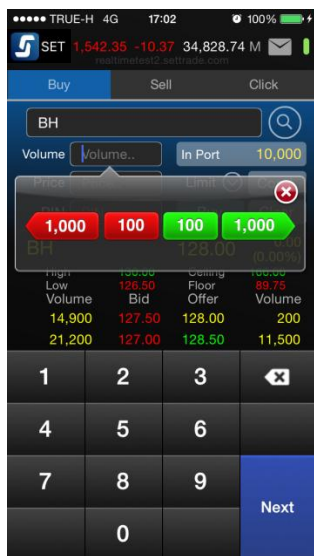 TRUE-H 4G 17:02 100%
SET 1,542.35 -10.37 34,828.74 M
realtimetest2.settrade.com
Buy Sell Click
BH
Volume Volume.. In Port 10,000
Price Limit
1,000 100 100 1,000
BH 128.00 0.00
(0.00%)
High 130.00 Ceiling
Low 126.50 Floor 89.75
Volume Bid Offer Volume
14,900 127.50 128.00 200
21,200 127.00 128.50 11,500
1 2 3
4 5 6
7 8 9
Next
0